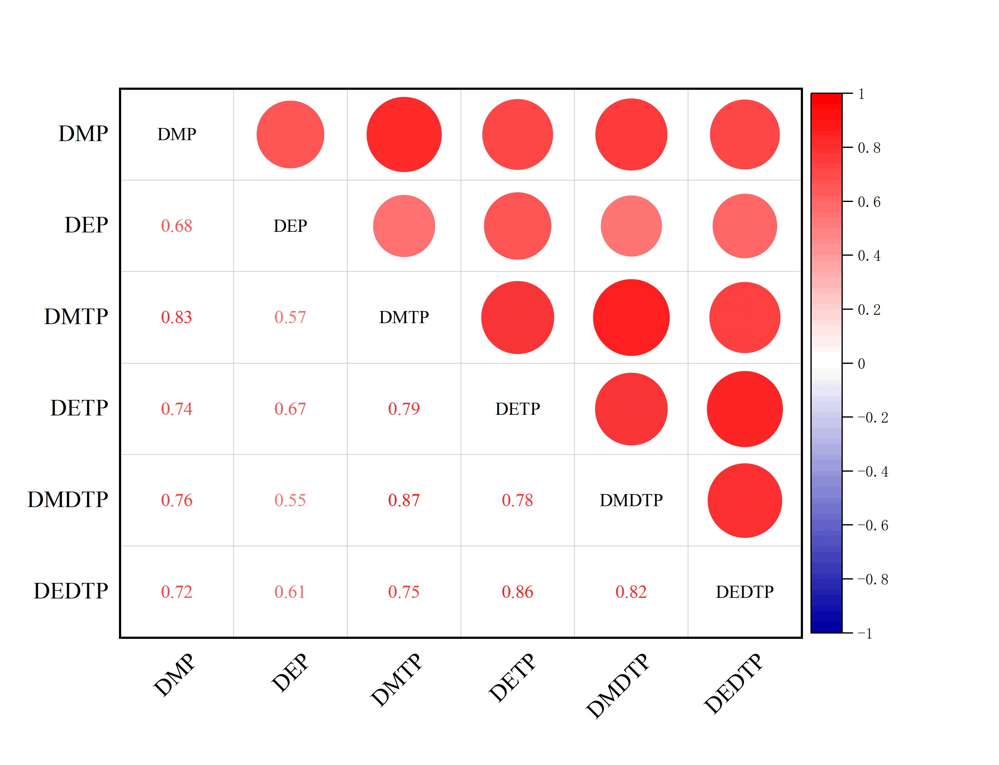 1
DMP DMP
0.8
0.6
DEP 0.68 DEP
0.4
0.2
DMTP 0.83 0.57 DMTP
0
DETP 0.74 0.67 0.79 DETP
-0.2
-0.4
DMDTP 0.76 0.55 0.87 0.78 DMDTP
-0.6
-0.8
DEDTP 0.72 0.61 0.75 0.86 0.82 DEDTP
-1
DMP DEP DMTP DETP DMDTP DEDTP